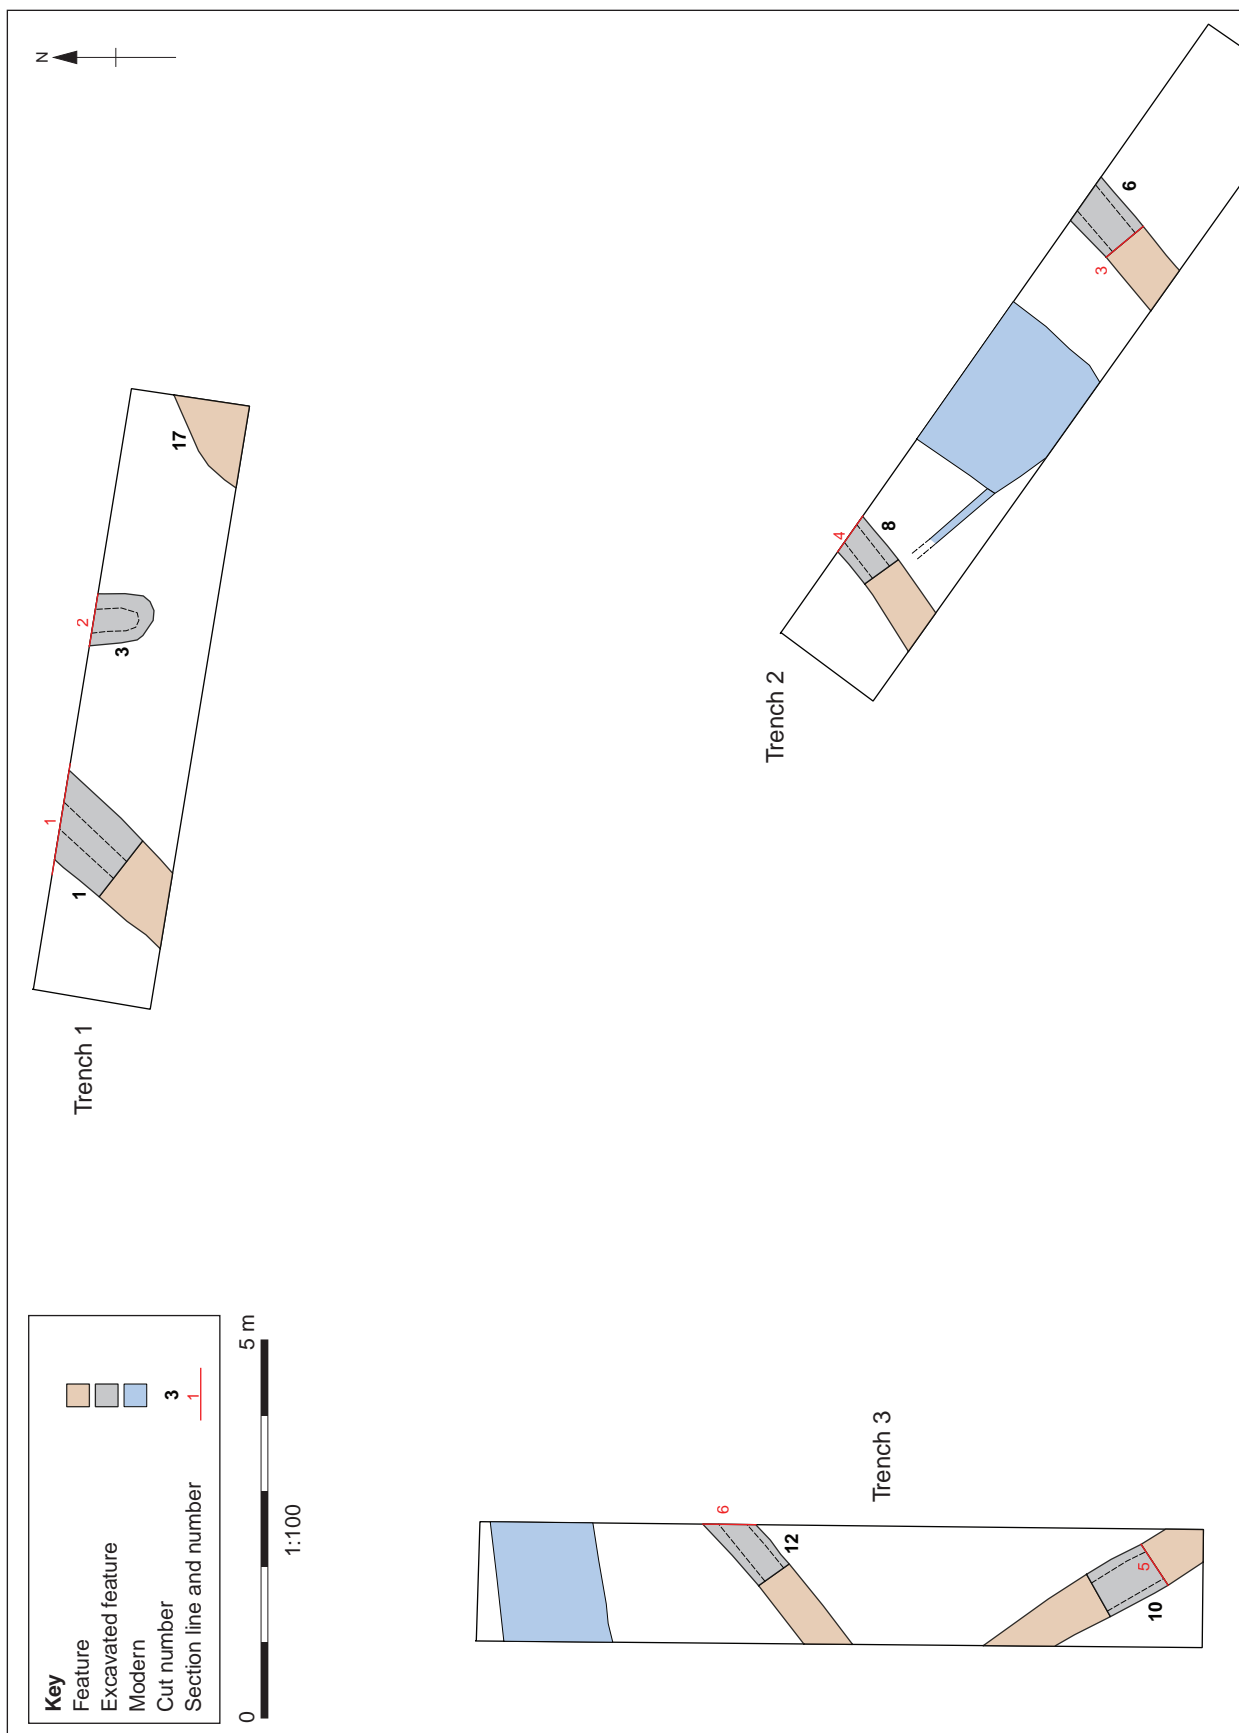 N
Trench 1
1
1
2
3
17
Trench 2
4
8
3
6
Trench 3
6
12
5
10
Key
Feature
Excavated feature
Modern
Cut number
3
Section line and number
1
0
5 m
1:100